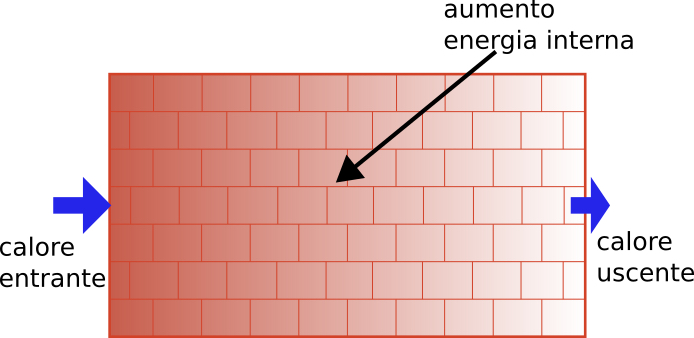 aumento
energia interna
calore
entrante
calore
uscente